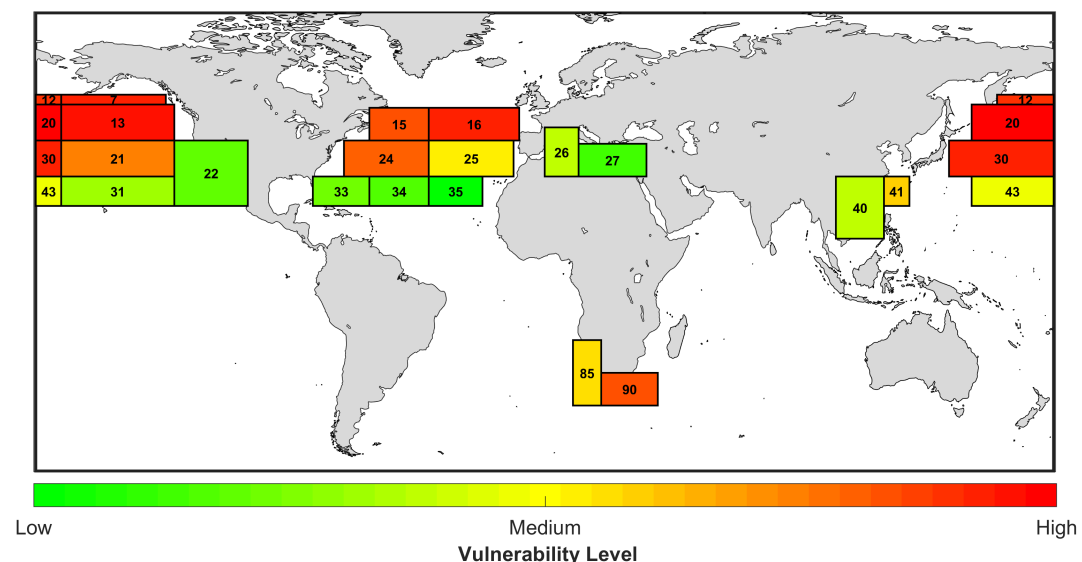 12 7 12
20 13 15 16 20
30 21 22 24 25 26 27 30
43 31 33 34 35 40 41 43
85 90
Low Medium High
Vulnerability Level